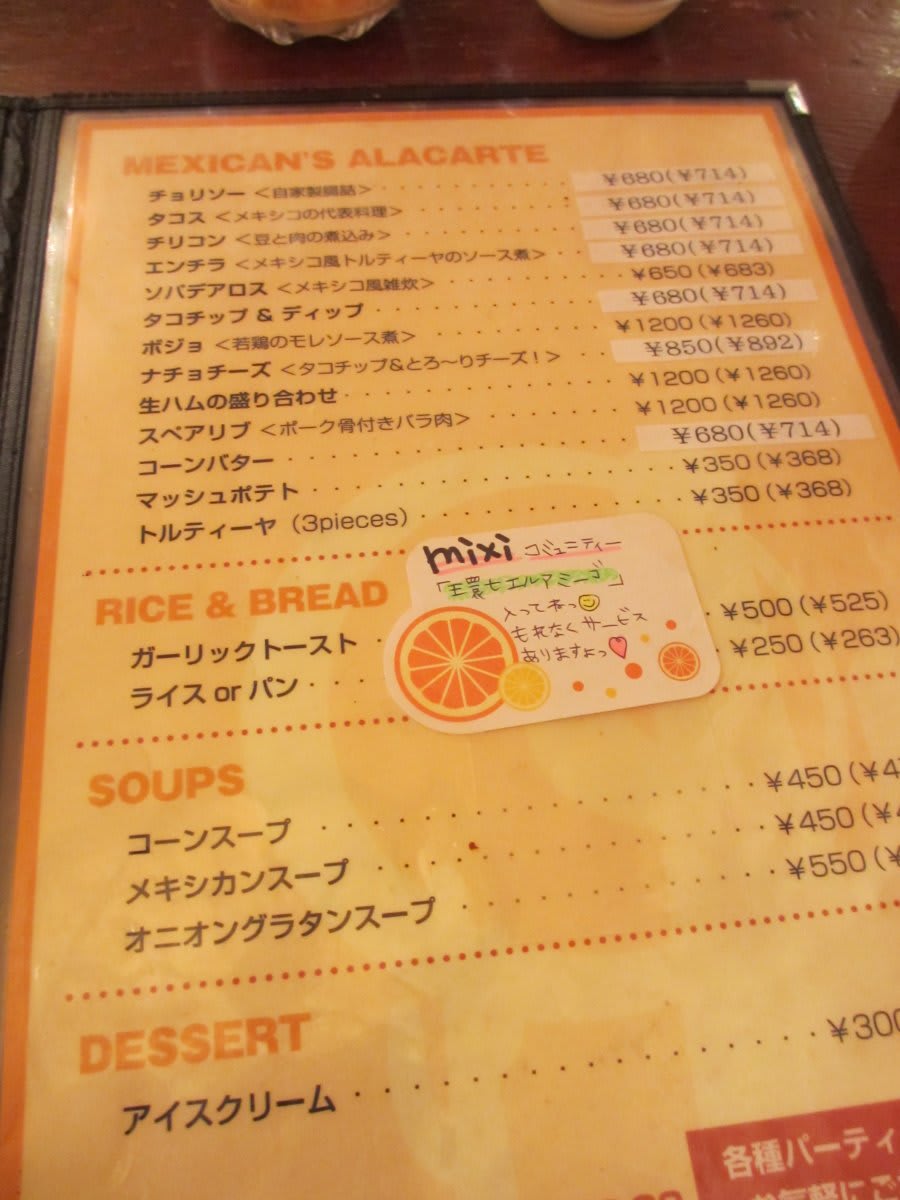 MEXICAN'S ALACARTE
チョリソー <自家製腸詰> ¥680(¥714)
タコス <メキシコの代表料理> ¥680(¥714)
チリコン <豆と肉の煮込み> ¥680(¥714)
エンチラ <メキシコ風トルティーヤのソース煮> ¥680(¥714)
ソパデアロス <メキシコ風雑炊> ¥650(¥683)
タコチップ & ディップ ¥680(¥714)
ポジョ <若鶏のモレソース煮> ¥1200(¥1260)
ナチョチーズ <タコチップ&とろ〜りチーズ!> ¥850(¥892)
生ハムの盛り合わせ ¥1200(¥1260)
スペアリブ <ポーク骨付きバラ肉> ¥1200(¥1260)
コーンバター ¥680(¥714)
マッシュポテト ¥350(¥368)
トルティーヤ (3pieces) ¥350(¥368)
mixi コミュニティー
「環七エルアミーゴ」
入ってねっ
もれなくサービス
ありますよっ
RICE & BREAD
ガーリックトースト ¥500(¥525)
ライス or パン ¥250(¥263)
SOUPS
コーンスープ ¥450(¥4
メキシカンスープ ¥450(¥4
オニオングラタンスープ ¥550(¥
DESSERT
アイスクリーム ¥300
各種パーティ